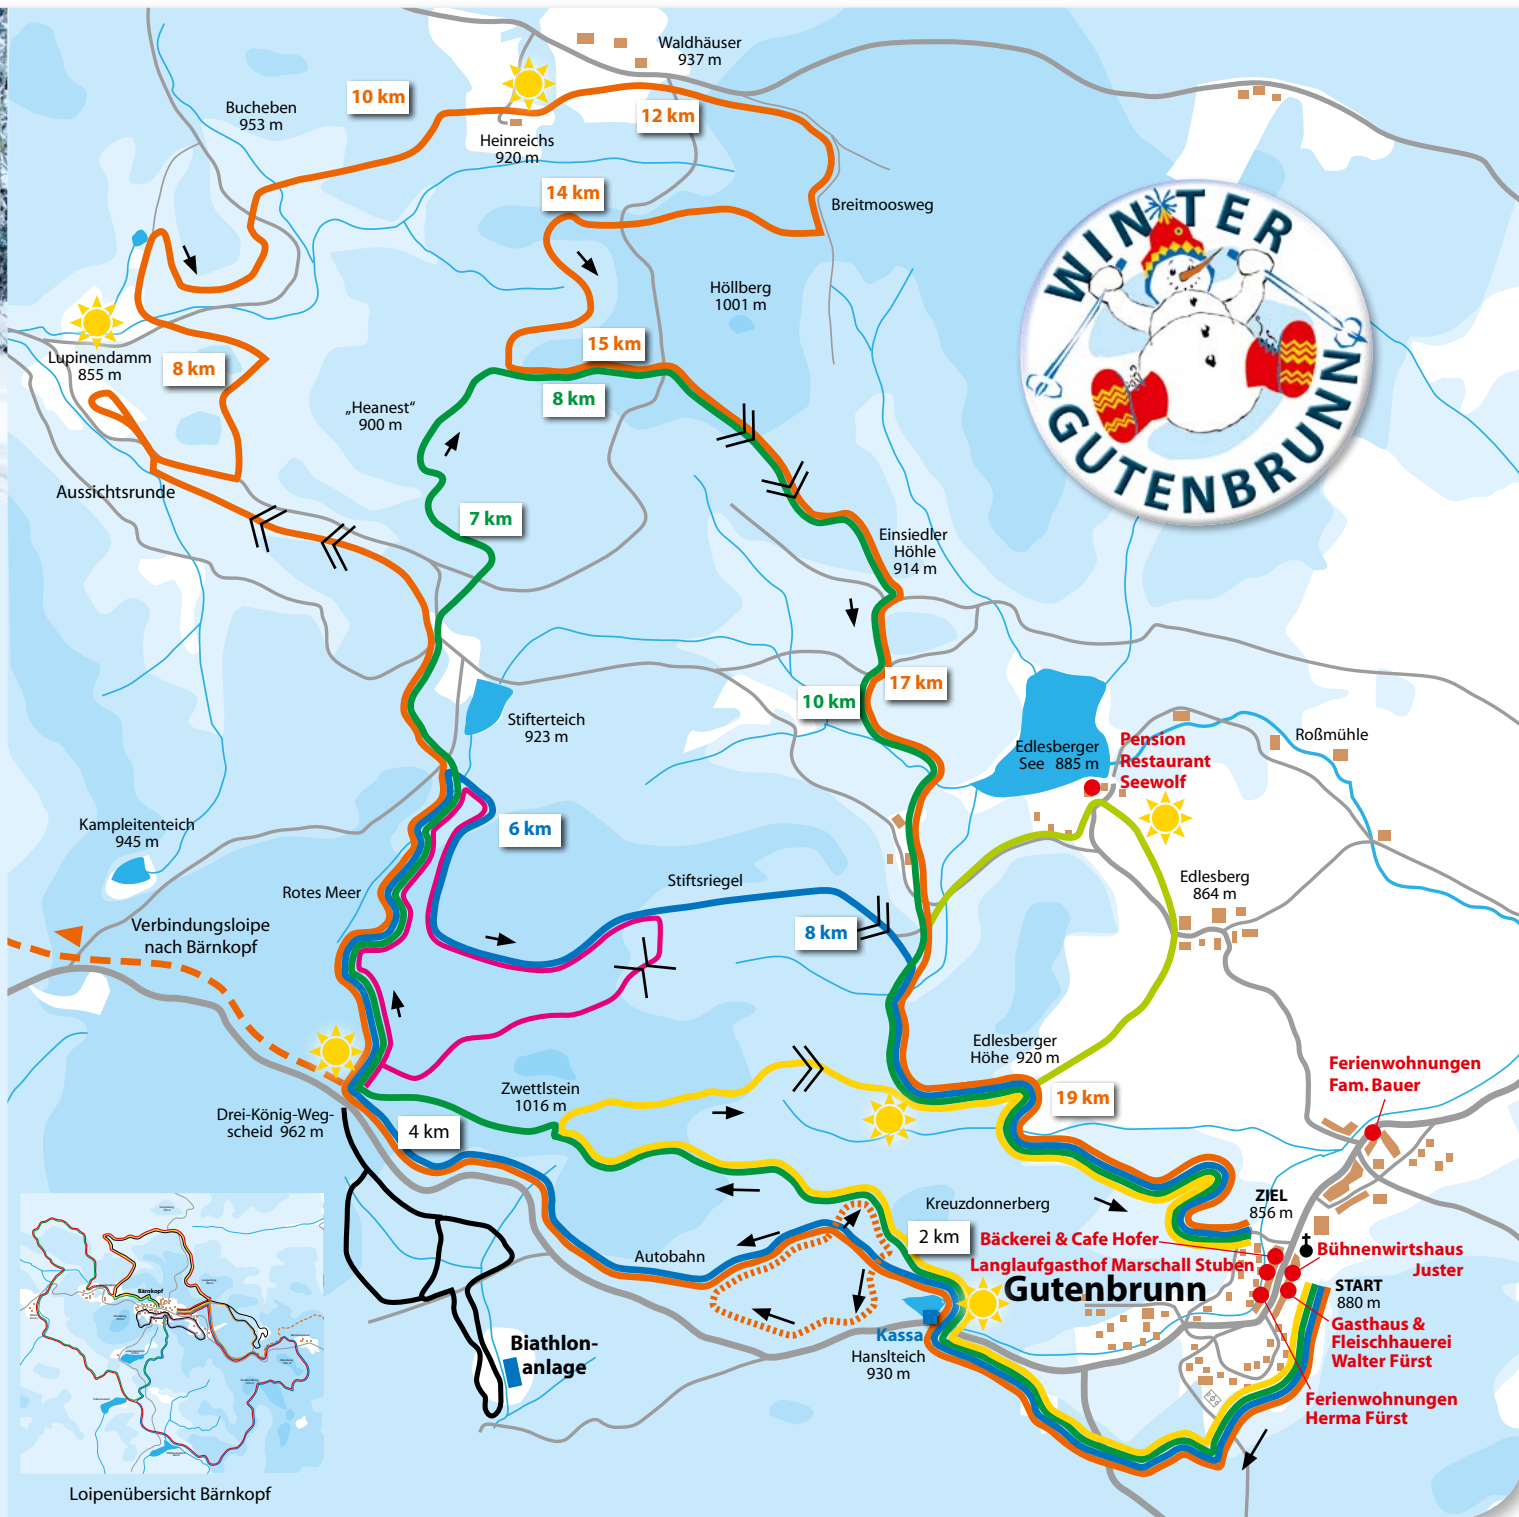 Waldhäuser
937 m
10 km
Bucheben
953 m
12 km
Heinreichs
920 m
14 km
Breitmoosweg
WINTER
GUTENBRUNN
Höllberg
1001 m
15 km
Lupinendamm
855 m
8 km
8 km
„Heanest“
900 m
Aussichtsrunde
7 km
Einsiedler
Höhle
914 m
17 km
10 km
Stifterteich
923 m
Edlesberger
See 885 m
Pension
Restaurant
Seewolf
Roßmühle
Kampleitenteich
945 m
6 km
Rotes Meer
Stiftsriegel
Edlesberg
864 m
Verbindungsloipe
nach Bärnkopf
8 km
Edlesberger
Höhe 920 m
Ferienwohnungen
Fam. Bauer
Zwettlstein
1016 m
19 km
Drei-König-Weg-
scheid 962 m
4 km
Kreuzdonnerberg
ZIEL
856 m
2 km
Bäckerei & Cafe Hofer
Autobahn
Langlaufgasthof Marschall Stuben
Bühnenwirtshaus
Juster
Gutenbrunn
START
880 m
Kassa
Hanslteich
930 m
Gasthaus &
Fleischhauerei
Walter Fürst
Biathlon-
anlage
Ferienwohnungen
Herma Fürst
Bärnkopf
Loipenübersicht Bärnkopf